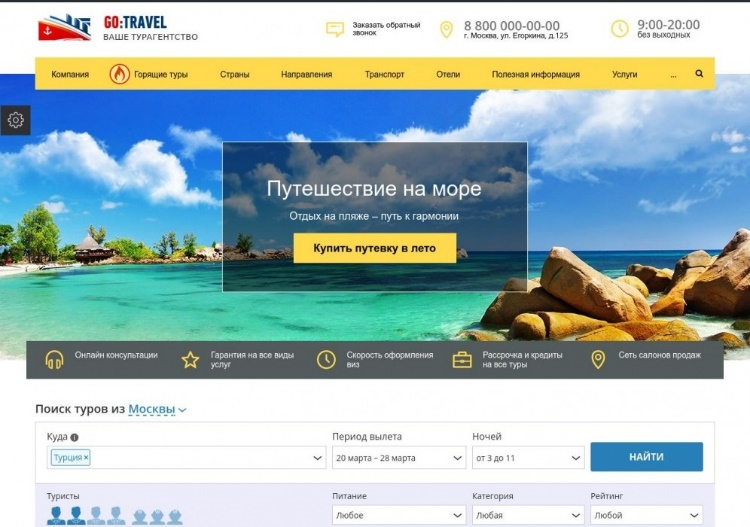 GO:TRAVEL
ВАШЕ ТУРАГЕНТСТВО
Заказать обратный
звонок
8 800 000-00-00
г. Москва, ул. Егоркина, д.125
9:00-20:00
без выходных
Компания
Горящие туры
Страны
Направления
Транспорт
Отели
Полезная информация
Услуги
...
Путешествие на море
Отдых на пляже – путь к гармонии
Купить путевку в лето
Онлайн консультации
Гарантия на все виды
услуг
Скорость оформления
виз
Рассрочка и кредиты
на все туры
Сеть салонов продаж
Поиск туров из Москвы
Куда
Период вылета
Ночей
Турция ×
20 марта – 28 марта
от 3 до 11
НАЙТИ
Туристы
Питание
Категория
Рейтинг
Любое
Любая
Любой